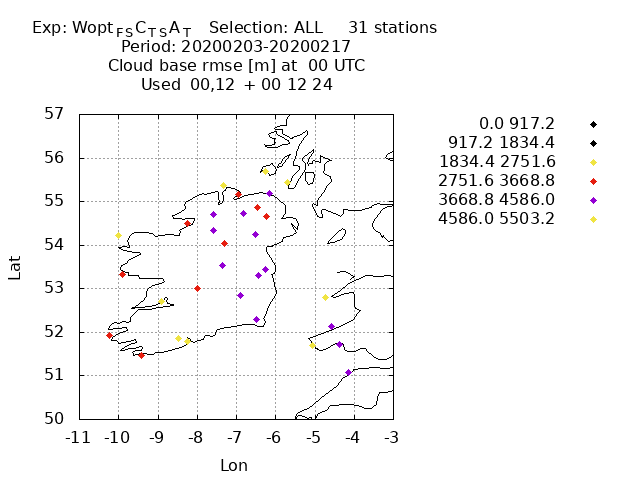 Exp: Wopt FS C T S A T Selection: ALL 31 stations
Period: 20200203-20200217
Cloud base rmse [m] at 00 UTC
Used 00,12 + 00 12 24
0.0 917.2
917.2 1834.4
1834.4 2751.6
2751.6 3668.8
3668.8 4586.0
4586.0 5503.2
57
56
55
54
53
52
51
50
Lat
-11 -10 -9 -8 -7 -6 -5 -4 -3
Lon